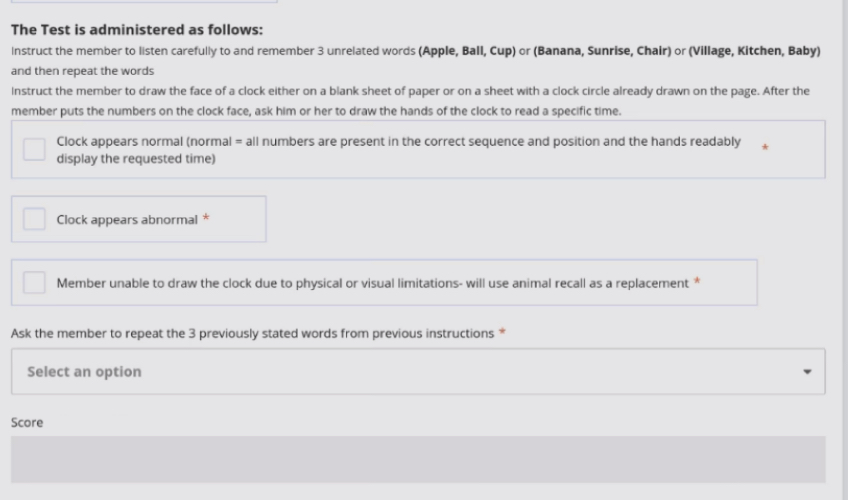 The Test is administered as follows:
Instruct the member to listen carefully to and remember 3 unrelated words (Apple, Ball, Cup) or (Banana, Sunrise, Chair) or (Village, Kitchen, Baby)
and then repeat the words
Instruct the member to draw the face of a clock either on a blank sheet of paper or on a sheet with a clock circle already drawn on the page. After the
member puts the numbers on the clock face, ask him or her to draw the hands of the clock to read a specific time.
Clock appears normal (normal = all numbers are present in the correct sequence and position and the hands readably *
display the requested time)
Clock appears abnormal *
Member unable to draw the clock due to physical or visual limitations- will use animal recall as a replacement *
Ask the member to repeat the 3 previously stated words from previous instructions *
Select an option
Score